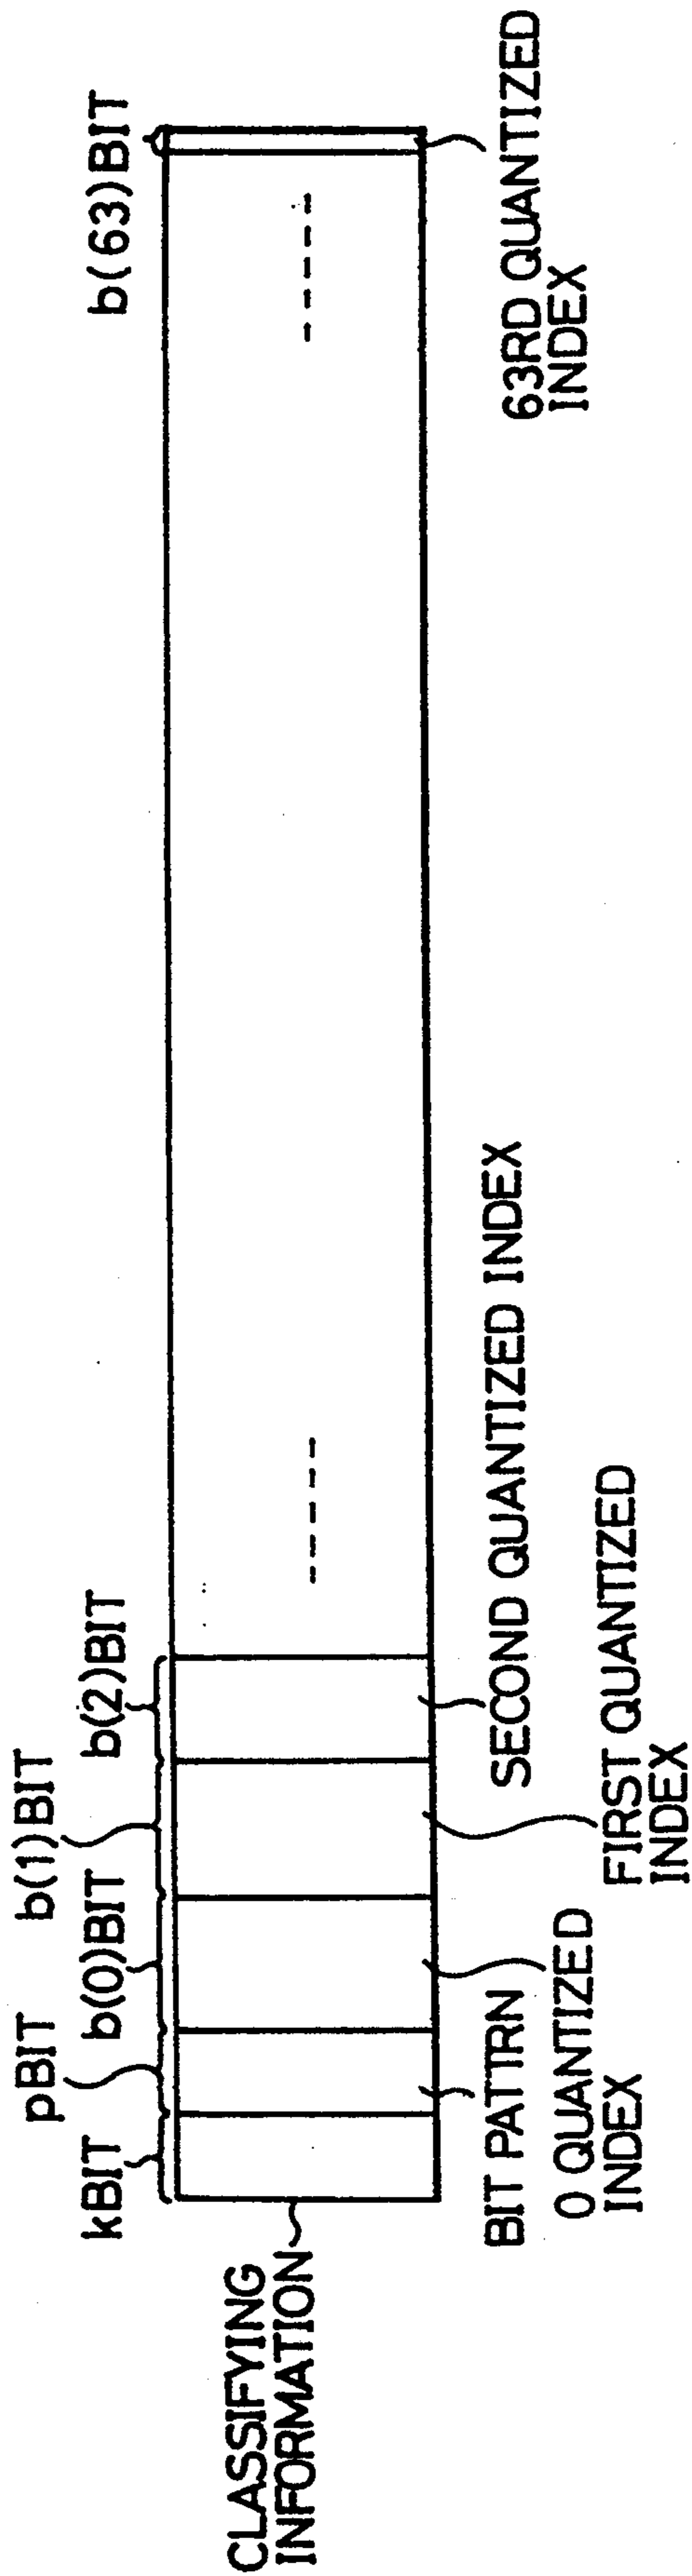 CLASSIFYING
INFORMATION
kBIT
pBIT
b(0)BIT
b(1)BIT
b(2)BIT
b(63)BIT
BIT PATTRN
0 QUANTIZED
INDEX
FIRST QUANTIZED
INDEX
SECOND QUANTIZED INDEX
63RD QUANTIZED
INDEX